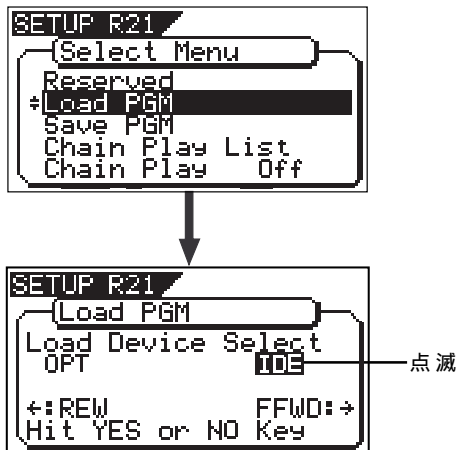 SETUP R21
Select Menu
Reserved
Load PGM
Save PGM
Chain Play List
Chain Play Off
SETUP R21
Load PGM
Load Device Select
OPT IDE
点滅
←:REW FFWD:→
Hit YES or NO Key